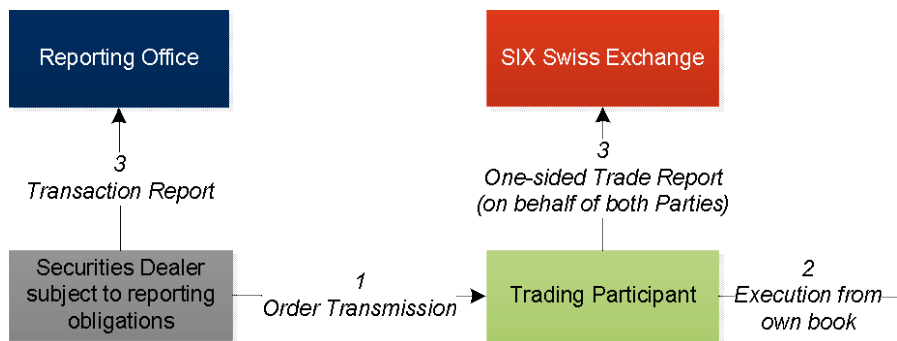 Reporting Office
SIX Swiss Exchange
3
Transaction Report
3
One-sided Trade Report
(on behalf of both Parties)
Securities Dealer
subject to reporting
obligations
1
Order Transmission
Trading Participant
2
Execution from
own book